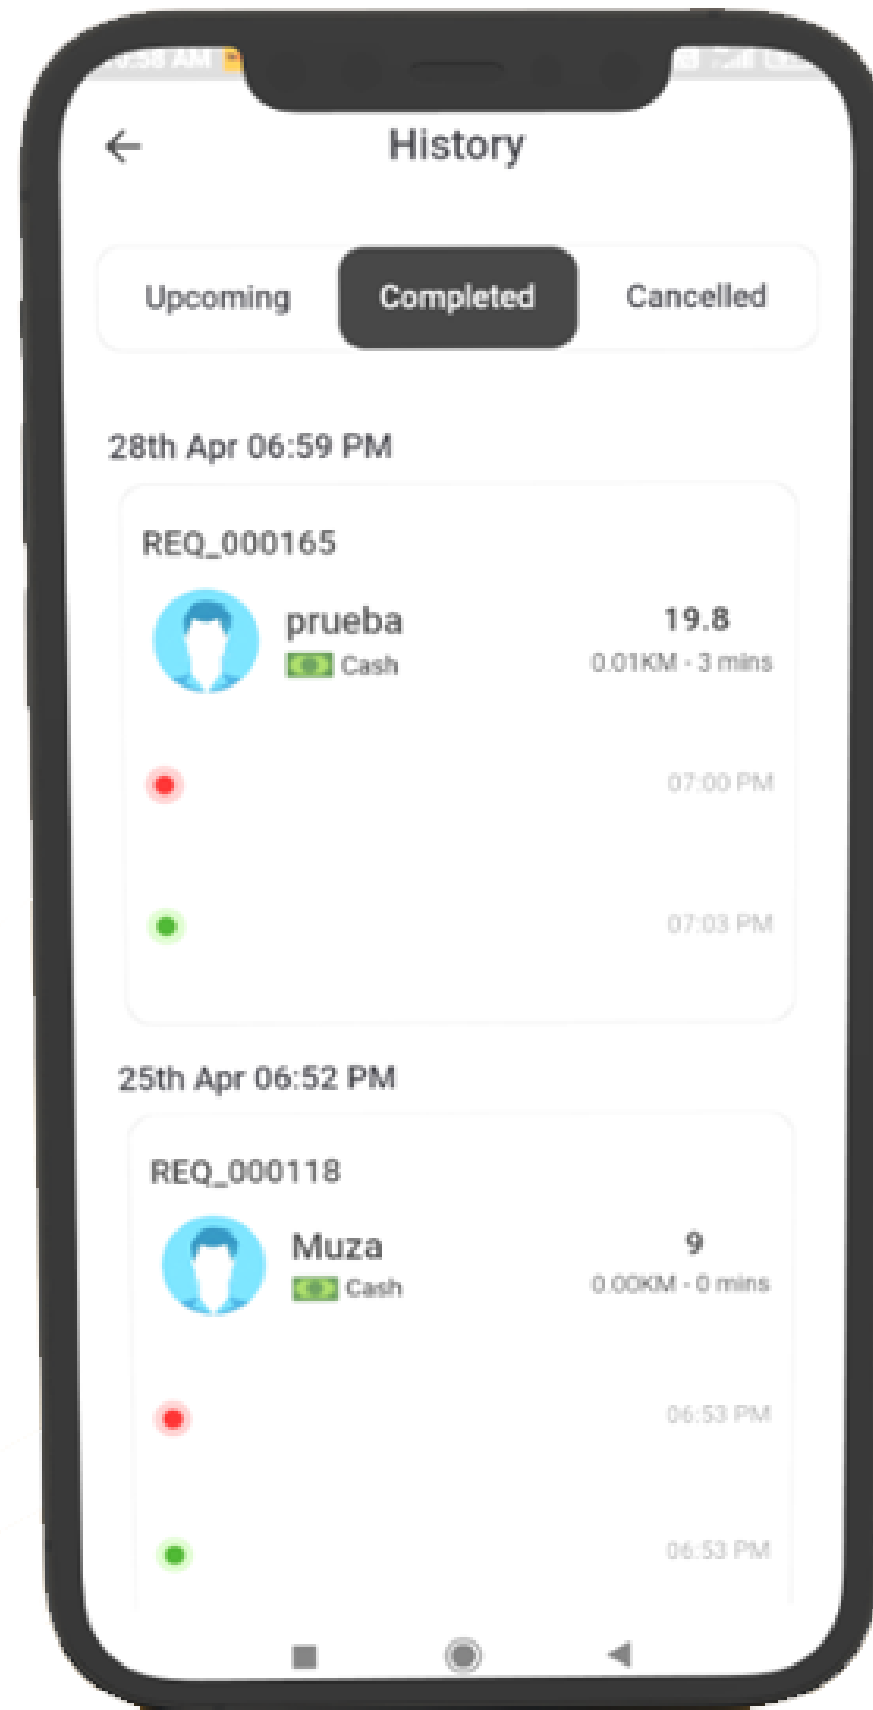 History
Upcoming Completed Cancelled
28th Apr 06:59 PM
REQ_000165
prueba 19.8
Cash 0.01KM - 3 mins
07:00 PM
07:03 PM
25th Apr 06:52 PM
REQ_000118
Muza 9
Cash 0.00KM - 0 mins
06:53 PM
06:53 PM